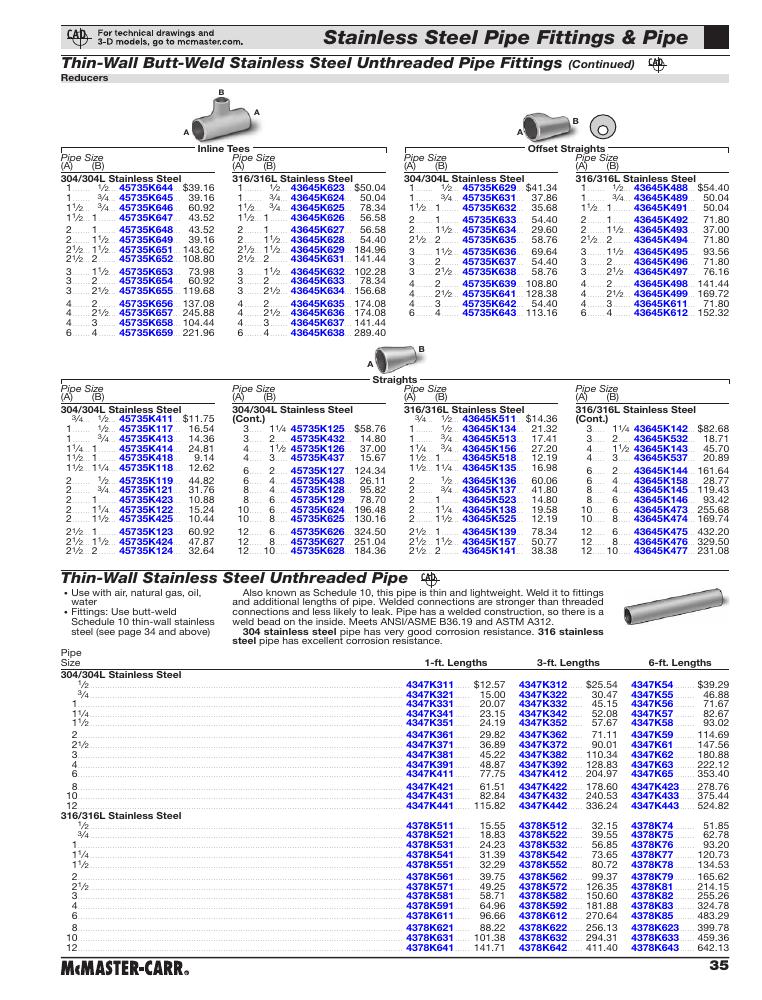 CAD
For technical drawings and
3-D models, go to mcmaster.com.
Stainless Steel Pipe Fittings & Pipe
Thin-Wall Butt-Weld Stainless Steel Unthreaded Pipe Fittings (Continued) CAD
Reducers
B
A
A
A
B
Inline Tees
Pipe Size
(A) (B)
304/304L Stainless Steel
1 ½ 45735K644 $39.16
1 ¾ 45735K645 39.16
1½ ¾ 45735K646 60.92
1½ 1 45735K647 43.52
2 1 45735K648 43.52
2 1½ 45735K649 39.16
2½ 1½ 45735K651 143.62
2½ 2 45735K652 108.80
3 1½ 45735K653 73.98
3 2 45735K654 60.92
3 2½ 45735K655 119.68
4 2 45735K656 137.08
4 2½ 45735K657 245.88
4 3 45735K658 104.44
6 4 45735K659 221.96
Pipe Size
(A) (B)
316/316L Stainless Steel
1 ½ 43645K623 $50.04
1 ¾ 43645K624 50.04
1½ ¾ 43645K625 78.34
1½ 1 43645K626 56.58
2 1 43645K627 56.58
2 1½ 43645K628 54.40
2½ 1½ 43645K629 184.96
2½ 2 43645K631 141.44
3 1½ 43645K632 102.28
3 2 43645K633 78.34
3 2½ 43645K634 156.68
4 2 43645K635 174.08
4 2½ 43645K636 174.08
4 3 43645K637 141.44
6 4 43645K638 289.40
Offset Straights
Pipe Size
(A) (B)
304/304L Stainless Steel
1 ½ 45735K629 $41.34
1 ¾ 45735K631 37.86
1½ 1 45735K632 35.68
2 1 45735K633 54.40
2 1½ 45735K634 29.60
2½ 2 45735K635 58.76
3 1½ 45735K636 69.64
3 2 45735K637 54.40
3 2½ 45735K638 58.76
4 2 45735K639 108.80
4 2½ 45735K641 128.38
4 3 45735K642 54.40
6 4 45735K643 113.16
Pipe Size
(A) (B)
316/316L Stainless Steel
1 ½ 43645K488 $54.40
1 ¾ 43645K489 50.04
1½ 1 43645K491 50.04
2 1 43645K492 71.80
2 1½ 43645K493 37.00
2½ 2 43645K494 71.80
3 1½ 43645K495 93.56
3 2 43645K496 71.80
3 2½ 43645K497 76.16
4 2 43645K498 141.44
4 2½ 43645K499 169.72
4 3 43645K611 71.80
6 4 43645K612 152.32
A
B
Straights
Pipe Size
(A) (B)
304/304L Stainless Steel
¾ ½ 45735K411 $11.75
1 ½ 45735K117 16.54
1 ¾ 45735K413 14.36
1¼ 1 45735K414 24.81
1½ 1 45735K418 9.14
1½ 1¼ 45735K118 12.62
2 ½ 45735K119 44.82
2 ¾ 45735K121 31.76
2 1 45735K423 10.88
2 1¼ 45735K122 15.24
2 1½ 45735K425 10.44
2½ 1 45735K123 60.92
2½ 1½ 45735K424 47.87
2½ 2 45735K124 32.64
Pipe Size
(A) (B)
304/304L Stainless Steel
(Cont.)
3 1¼ 45735K125 $58.76
3 2 45735K432 14.80
4 1½ 45735K126 37.00
4 3 45735K437 15.67
6 2 45735K127 124.34
6 4 45735K438 26.11
8 4 45735K128 95.82
8 6 45735K129 78.70
10 6 45735K624 196.48
10 8 45735K625 130.16
12 6 45735K626 324.50
12 8 45735K627 251.04
12 10 45735K628 184.36
Pipe Size
(A) (B)
316/316L Stainless Steel
¾ ½ 43645K511 $14.36
1 ½ 43645K134 21.32
1 ¾ 43645K513 17.41
1¼ ¾ 43645K156 27.20
1½ 1 43645K518 12.19
1½ 1¼ 43645K135 16.98
2 ½ 43645K136 60.06
2 ¾ 43645K137 41.80
2 1 43645K523 14.80
2 1¼ 43645K138 19.58
2 1½ 43645K525 12.19
2½ 1 43645K139 78.34
2½ 1½ 43645K157 50.77
2½ 2 43645K141 38.38
Pipe Size
(A) (B)
316/316L Stainless Steel
(Cont.)
3 1¼ 43645K142 $82.68
3 2 43645K532 18.71
4 1½ 43645K143 45.70
4 3 43645K537 20.89
6 2 43645K144 161.64
6 4 43645K158 28.77
8 4 43645K145 119.43
8 6 43645K146 93.42
10 6 43645K473 255.68
10 8 43645K474 169.74
12 6 43645K475 432.20
12 8 43645K476 329.50
12 10 43645K477 231.08
Thin-Wall Stainless Steel Unthreaded Pipe CAD
• Use with air, natural gas, oil,
water
• Fittings: Use butt-weld
Schedule 10 thin-wall stainless
steel (see page 34 and above)
Also known as Schedule 10, this pipe is thin and lightweight. Weld it to fittings
and additional lengths of pipe. Welded connections are stronger than threaded
connections and less likely to leak. Pipe has a welded construction, so there is a
weld bead on the inside. Meets ANSI/ASME B36.19 and ASTM A312.
304 stainless steel pipe has very good corrosion resistance. 316 stainless
steel pipe has excellent corrosion resistance.
Pipe
Size 1-ft. Lengths 3-ft. Lengths 6-ft. Lengths
304/304L Stainless Steel
½ 4347K311 $12.57 4347K312 $25.54 4347K54 $39.29
¾ 4347K321 15.00 4347K322 30.47 4347K55 46.88
1 4347K331 20.07 4347K332 45.15 4347K56 71.67
1¼ 4347K341 23.15 4347K342 52.08 4347K57 82.67
1½ 4347K351 24.19 4347K352 57.67 4347K58 93.02
2 4347K361 29.82 4347K362 71.11 4347K59 114.69
2½ 4347K371 36.89 4347K372 90.01 4347K61 147.56
3 4347K381 45.22 4347K382 110.34 4347K62 180.88
4 4347K391 48.87 4347K392 128.83 4347K63 222.12
6 4347K411 77.75 4347K412 204.97 4347K65 353.40
8 4347K421 61.51 4347K422 178.60 4347K423 278.76
10 4347K431 82.84 4347K432 240.53 4347K433 375.44
12 4347K441 115.82 4347K442 336.24 4347K443 524.82
316/316L Stainless Steel
½ 4378K511 15.55 4378K512 32.15 4378K74 51.85
¾ 4378K521 18.83 4378K522 39.55 4378K75 62.78
1 4378K531 24.23 4378K532 56.85 4378K76 93.20
1¼ 4378K541 31.39 4378K542 73.65 4378K77 120.73
1½ 4378K551 32.29 4378K552 80.72 4378K78 134.53
2 4378K561 39.75 4378K562 99.37 4378K79 165.62
2½ 4378K571 49.25 4378K572 126.35 4378K81 214.15
3 4378K581 58.71 4378K582 150.60 4378K82 255.26
4 4378K591 64.96 4378K592 181.88 4378K83 324.78
6 4378K611 96.66 4378K612 270.64 4378K85 483.29
8 4378K621 88.22 4378K622 256.13 4378K623 399.78
10 4378K631 101.38 4378K632 294.31 4378K633 459.36
12 4378K641 141.71 4378K642 411.40 4378K643 642.13
McMASTER-CARR®
35